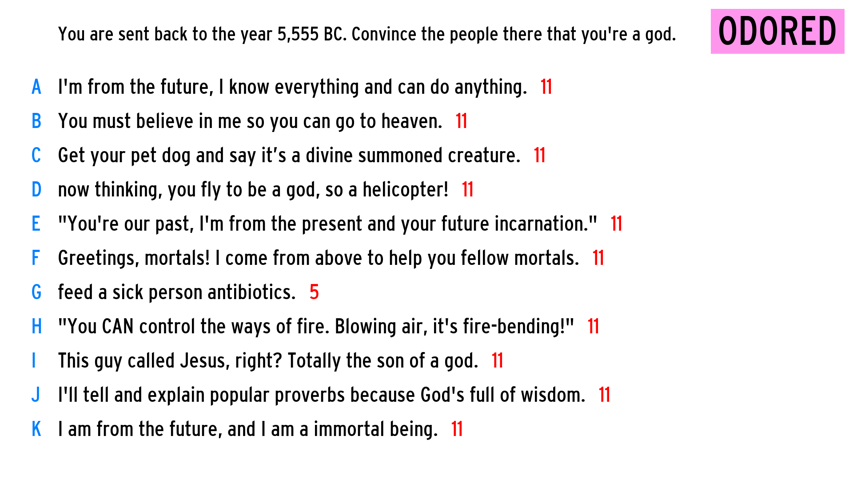 You are sent back to the year 5,555 BC. Convince the people there that you're a god.
ODORED
A I'm from the future, I know everything and can do anything. 11
B You must believe in me so you can go to heaven. 11
C Get your pet dog and say it’s a divine summoned creature. 11
D now thinking, you fly to be a god, so a helicopter! 11
E "You're our past, I'm from the present and your future incarnation." 11
F Greetings, mortals! I come from above to help you fellow mortals. 11
G feed a sick person antibiotics. 5
H "You CAN control the ways of fire. Blowing air, it's fire-bending!" 11
I This guy called Jesus, right? Totally the son of a god. 11
J I'll tell and explain popular proverbs because God's full of wisdom. 11
K I am from the future, and I am a immortal being. 11